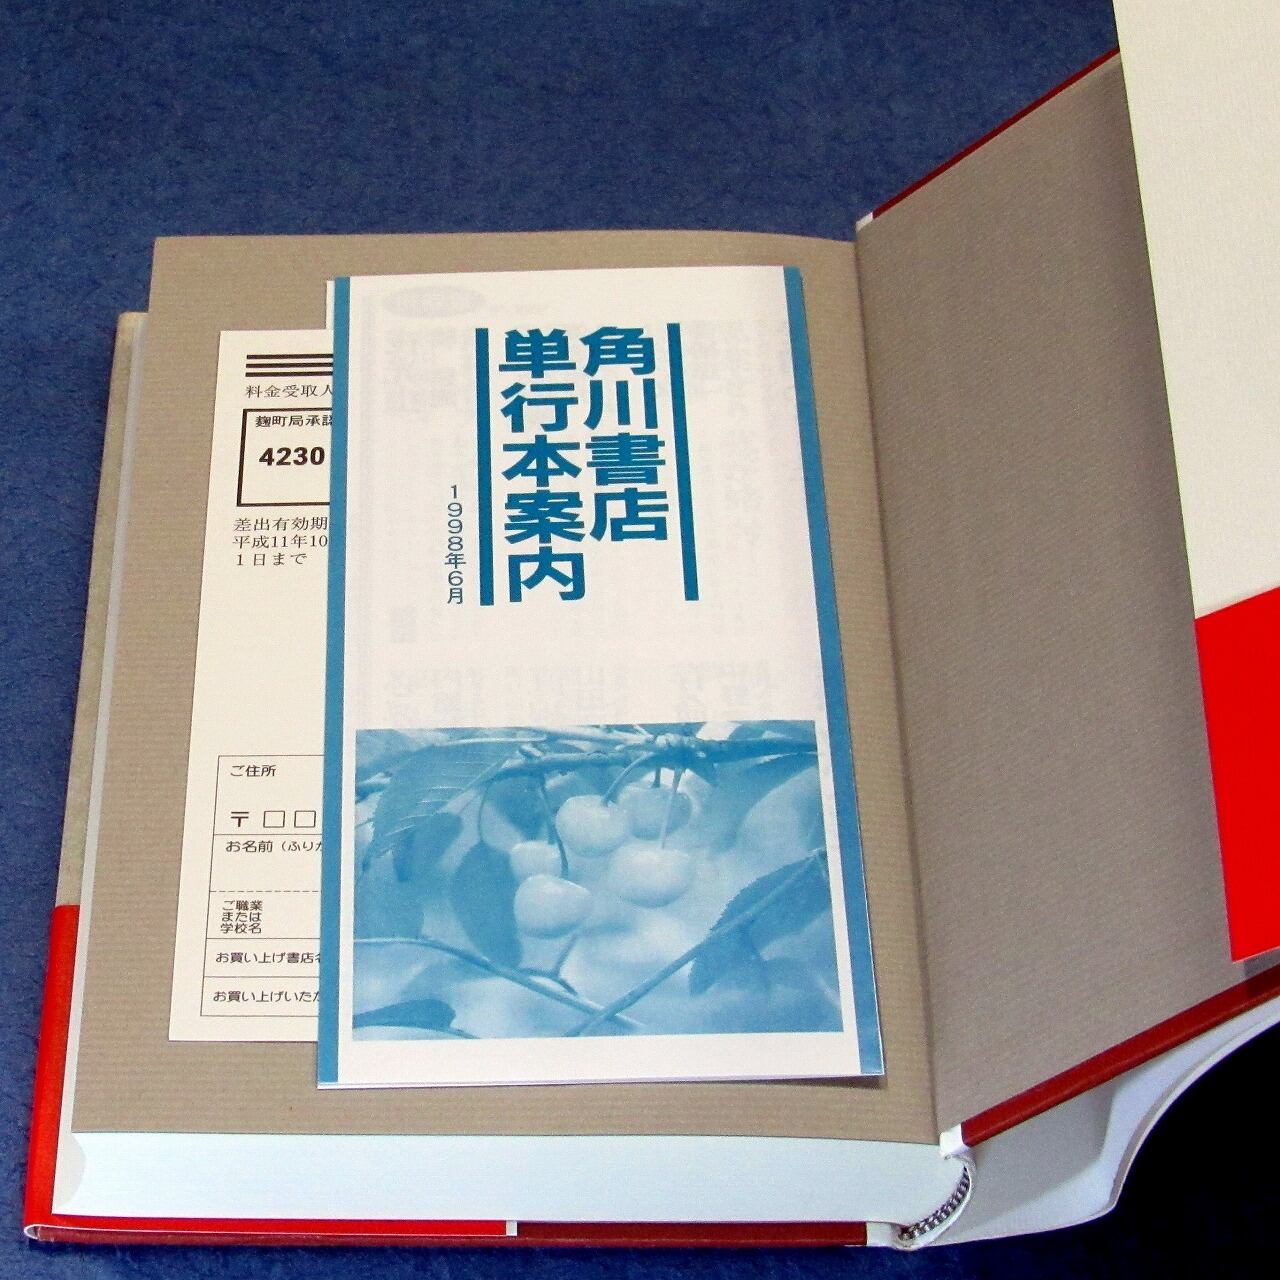 角川書店
単行本案内
1998年6月
料金受取人
麹町局承認
4230
差出有効期
平成11年10
1日まで
ご住所
〒□□
お名前(ふりが
ご職業
または
学校名
お買い上げ書店名
お買い上げいただ